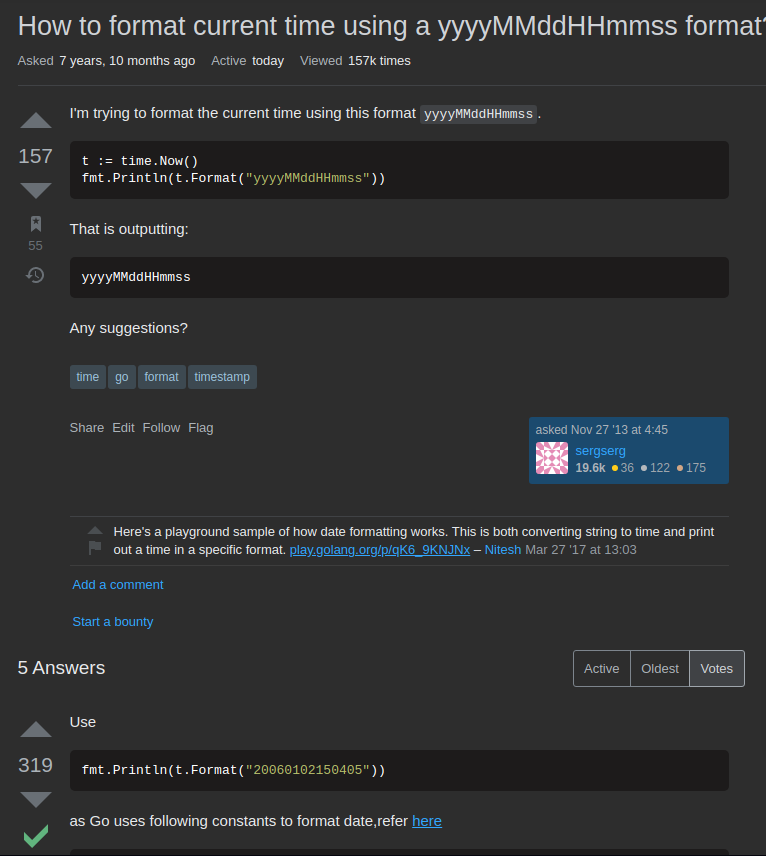 How to format current time using a yyyyMMddHHmmss format?
Asked 7 years, 10 months ago Active today Viewed 157k times
I'm trying to format the current time using this format yyyyMMddHHmmss.
157
t := time.Now()
fmt.Println(t.Format("yyyyMMddHHmmss"))
That is outputting:
55
yyyyMMddHHmmss
Any suggestions?
time go format timestamp
Share Edit Follow Flag
asked Nov 27 '13 at 4:45
sergserg
19.6k 36 122 175
Here's a playground sample of how date formatting works. This is both converting string to time and print
out a time in a specific format. play.golang.org/p/qK6_9KNJNx – Nitesh Mar 27 '17 at 13:03
Add a comment
Start a bounty
5 Answers
Active Oldest Votes
Use
319
fmt.Println(t.Format("20060102150405"))
as Go uses following constants to format date,refer here